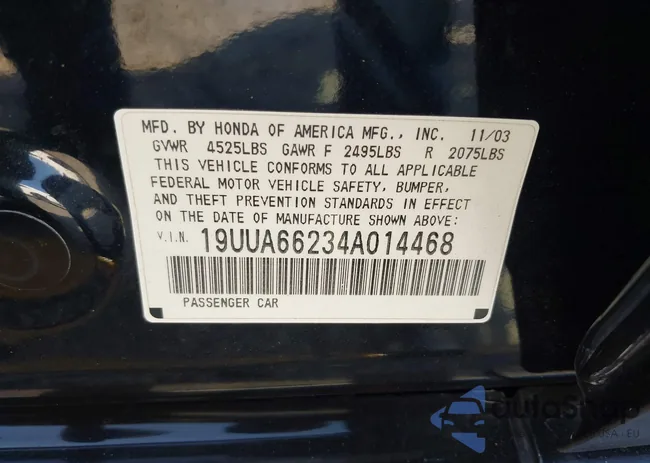 MFD. BY HONDA OF AMERICA MFG., INC. 11/03
GVWR 4525LBS GAWR F 2495LBS R 2075LBS
THIS VEHICLE CONFORMS TO ALL APPLICABLE
FEDERAL MOTOR VEHICLE SAFETY, BUMPER,
AND THEFT PREVENTION STANDARDS IN EFFECT
ON THE DATE OF MANUFACTURE SHOWN ABOVE:
V.I.N. 19UUA66234A014468
PASSENGER CAR
autoSnap
EU